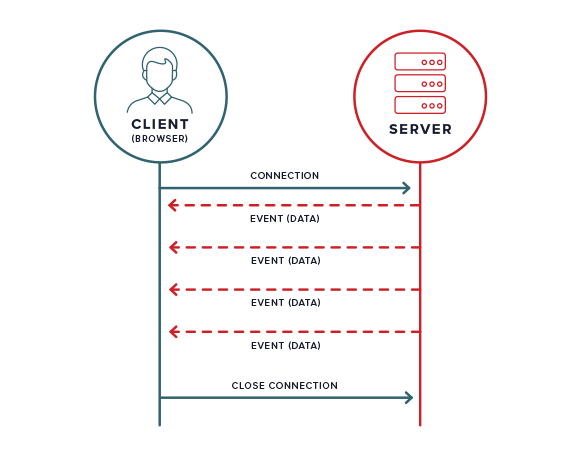 CLIENT
(BROWSER)
SERVER
CONNECTION
EVENT (DATA)
EVENT (DATA)
EVENT (DATA)
EVENT (DATA)
CLOSE CONNECTION